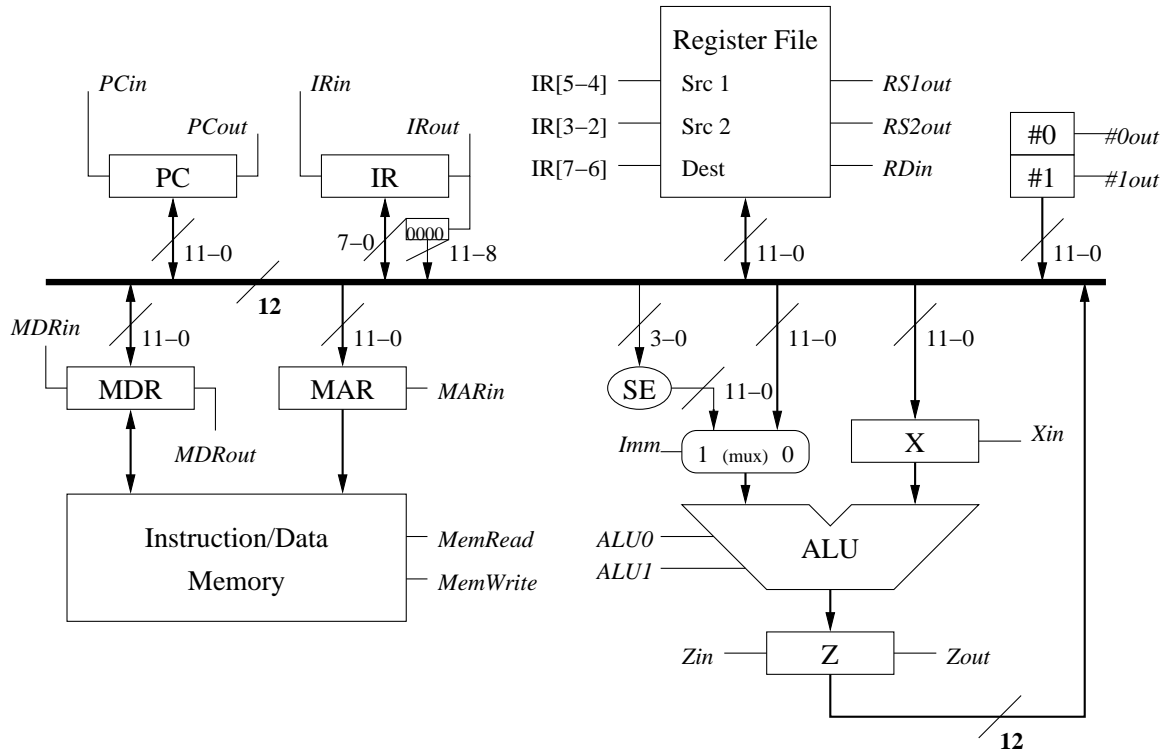 Register File
PCin
IRin
IR[5–4]
Src 1
RS1out
PCout
IRout
IR[3–2]
Src 2
RS2out
#0
#0out
PC
IR
IR[7–6]
Dest
RDin
#1
#1out
7–0
0000
11–0
11–8
11–0
11–0
12
MDRin
11–0
11–0
3–0
11–0
11–0
MDR
MAR
MARin
SE
11–0
MDRout
Imm
1 (mux) 0
X
Xin
Instruction/Data
Memory
MemRead
MemWrite
ALU0
ALU1
ALU
Zin
Z
Zout
12